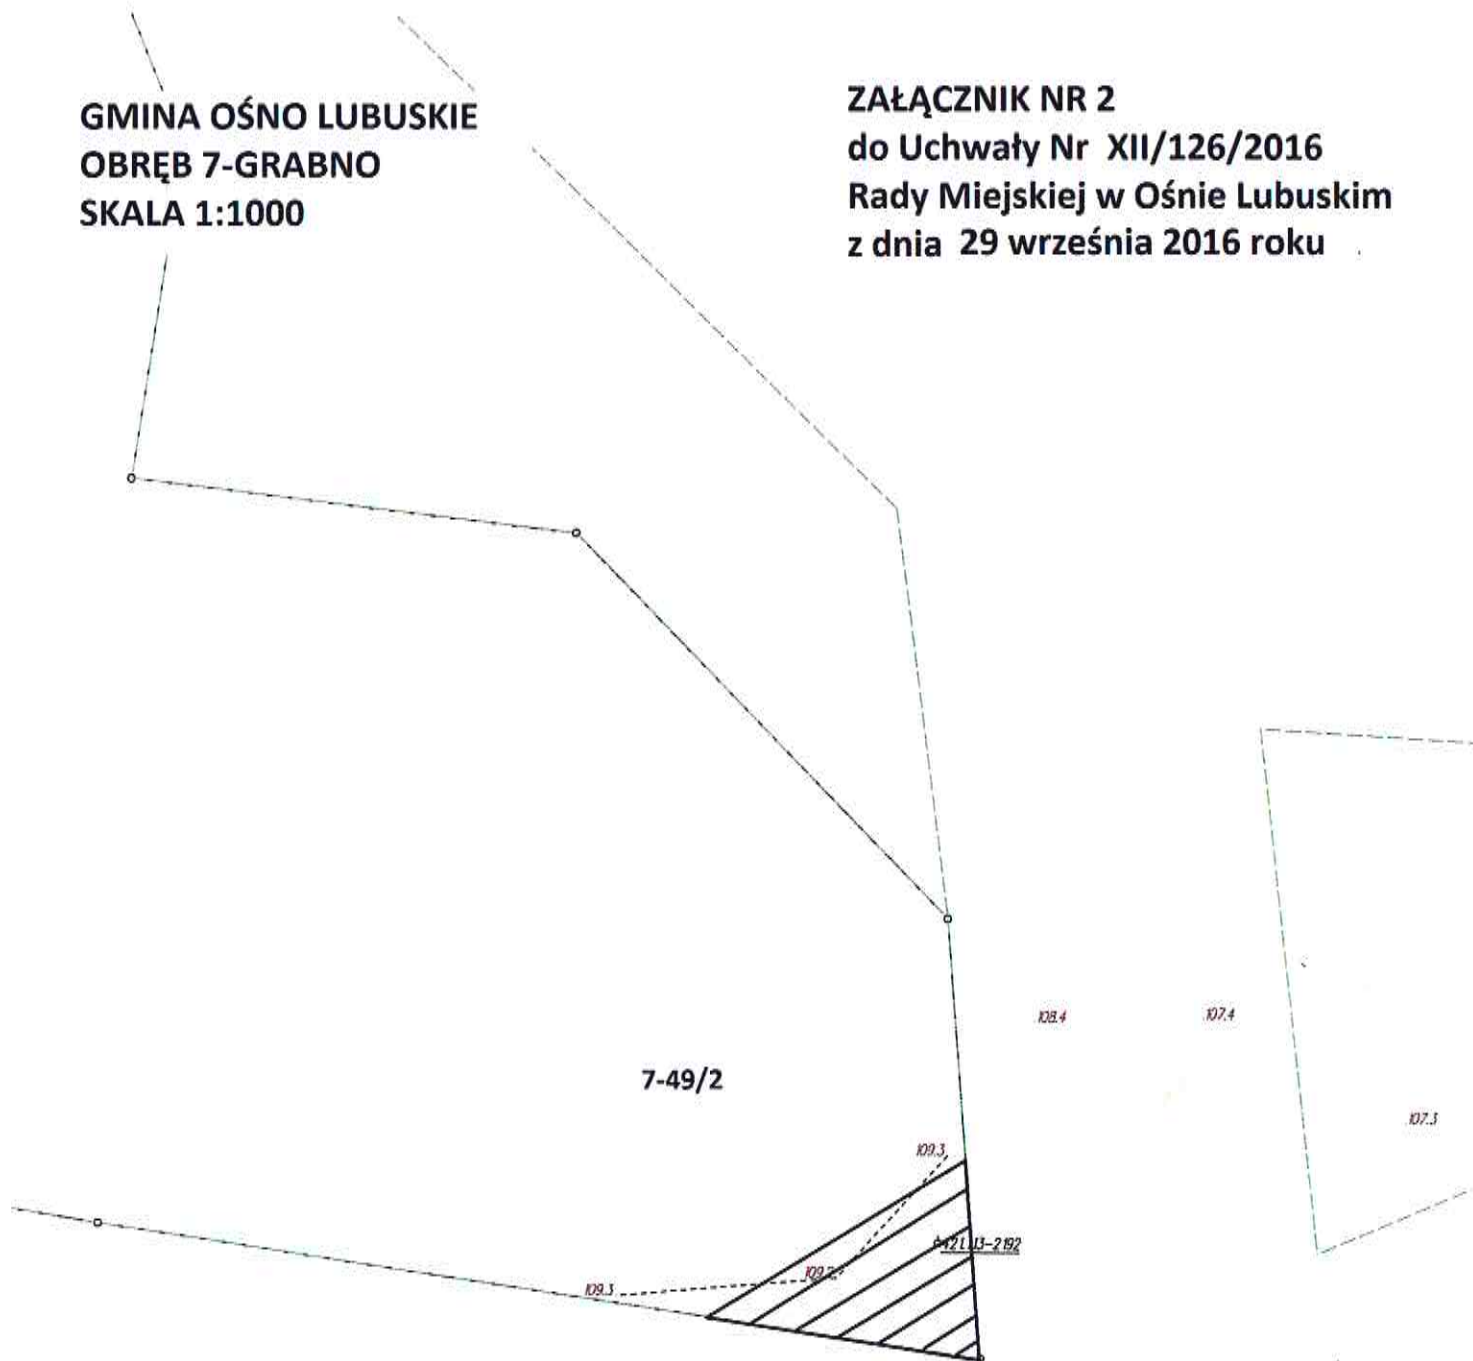 GMINA OŚNO LUBUSKIE
OBRĘB 7-GRABNO
SKALA 1:1000
ZAŁĄCZNIK NR 2
do Uchwały Nr XII/126/2016
Rady Miejskiej w Ośnie Lubuskim
z dnia 29 września 2016 roku
108.4
107.4
7-49/2
107.3
109.3
109.3